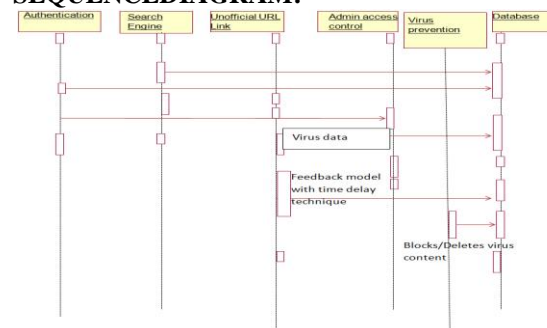 SEQUENCEDIAGRAM:
Authentication
Search
Engine
Unofficial URL
Link
Admin access
control
Virus
prevention
Database
Virus data
Feedback model
with time delay
technique
Blocks/Deletes virus
content